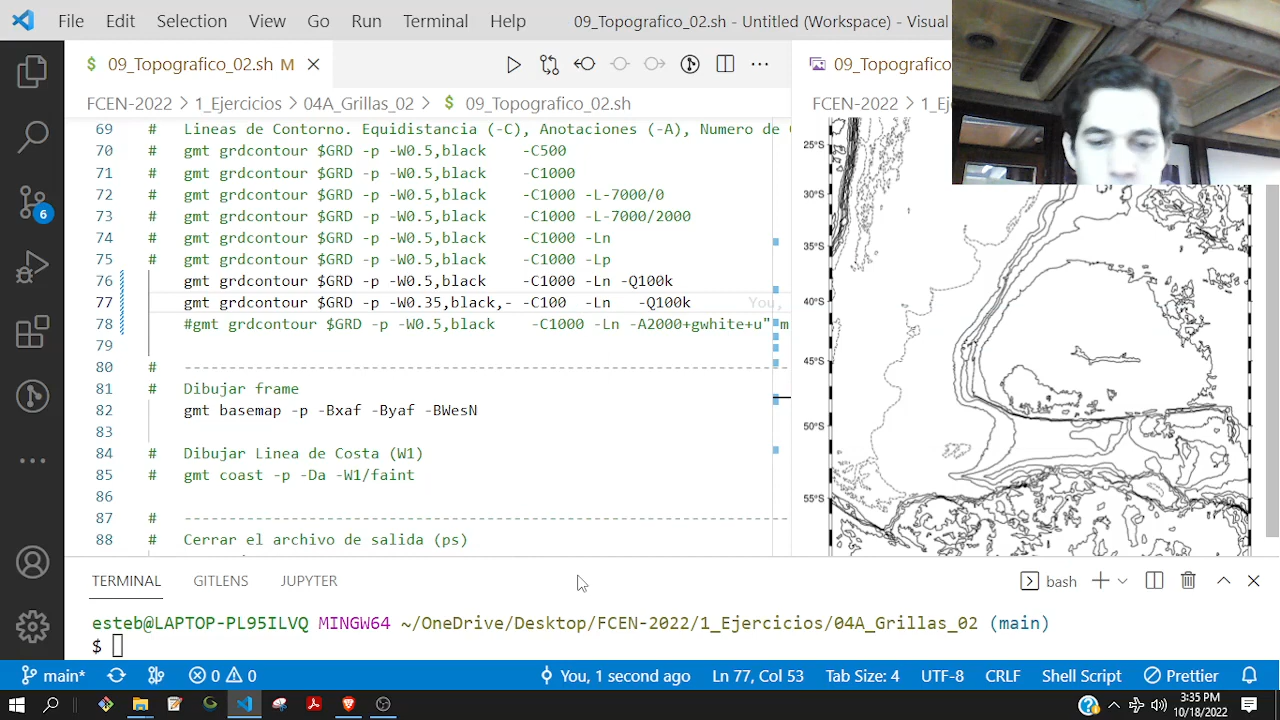 File Edit Selection View Go Run Terminal Help 09_Topografico_02.sh - Untitled (Workspace) - Visual
$ 09_Topografico_02.sh M
09_Topografico
FCEN-2022 > 1_Ejercicios > 04A_Grillas_02 > $ 09_Topografico_02.sh
FCEN-2022 > 1_Ej
69 # Lineas de Contorno. Equidistancia (-C), Anotaciones (-A), Numero de
70 # gmt grdcontour $GRD -p -W0.5,black -C500
71 # gmt grdcontour $GRD -p -W0.5,black -C1000
72 # gmt grdcontour $GRD -p -W0.5,black -C1000 -L-7000/0
73 # gmt grdcontour $GRD -p -W0.5,black -C1000 -L-7000/2000
74 # gmt grdcontour $GRD -p -W0.5,black -C1000 -Ln
75 # gmt grdcontour $GRD -p -W0.5,black -C1000 -Lp
76 gmt grdcontour $GRD -p -W0.5,black -C1000 -Ln -Q100k
77 gmt grdcontour $GRD -p -W0.35,black,- -C100 -Ln -Q100k You,
78 #gmt grdcontour $GRD -p -W0.5,black -C1000 -Ln -A2000+gwhite+u" m
79
80 # ------------------------------------------------------------------------
81 # Dibujar frame
82 gmt basemap -p -Bxaf -Byaf -BWesN
83
84 # Dibujar Linea de Costa (W1)
85 # gmt coast -p -Da -W1/faint
86
87 # ------------------------------------------------------------------------
88 # Cerrar el archivo de salida (ps)
25°S
30°S
35°S
40°S
45°S
50°S
55°S
TERMINAL GITLENS JUPYTER bash
esteb@LAPTOP-PL95ILVQ MINGW64 ~/OneDrive/Desktop/FCEN-2022/1_Ejercicios/04A_Grillas_02 (main)
$
6
main* 0 0 You, 1 second ago Ln 77, Col 53 Tab Size: 4 UTF-8 CRLF Shell Script Prettier
3:35 PM
10/18/2022